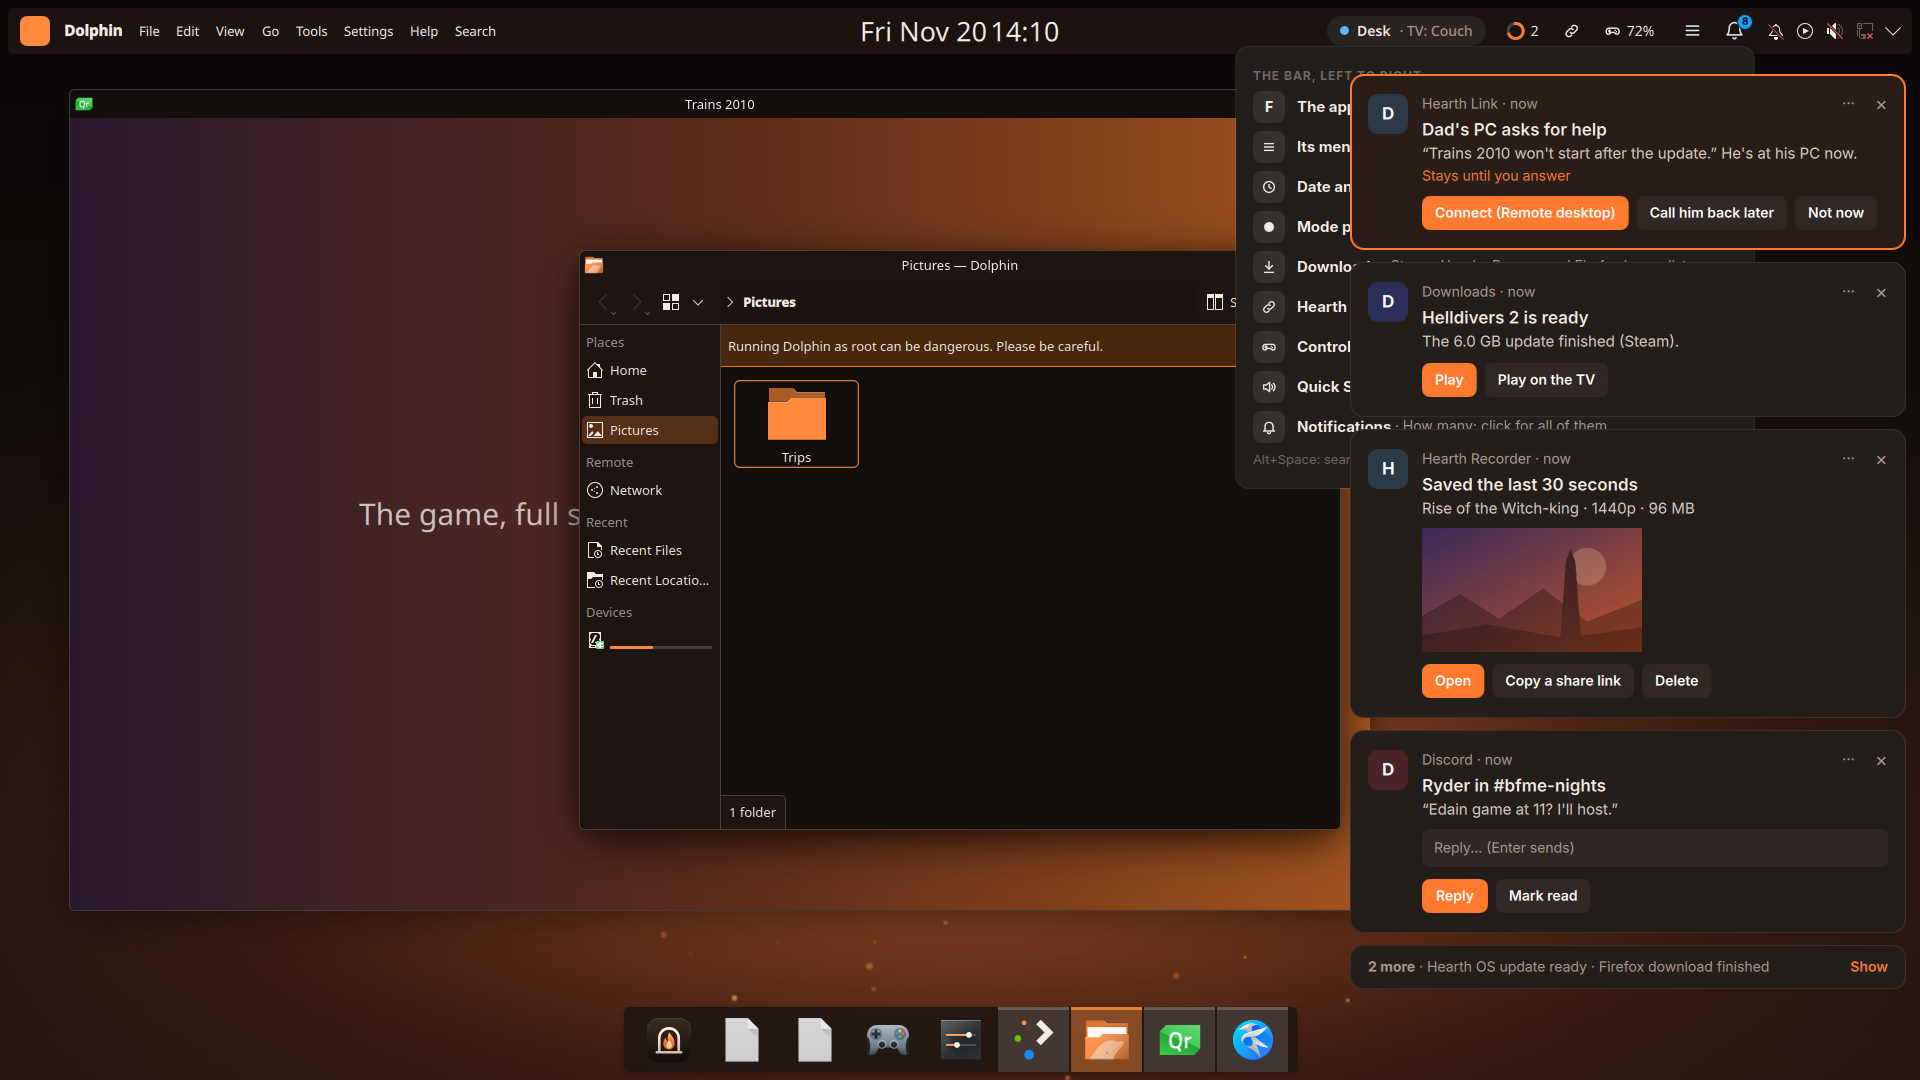 Dolphin File Edit View Go Tools Settings Help Search
Fri Nov 20 14:10
Desk · TV: Couch 2 72% 8
THE BAR, LEFT TO RIGHT
F The app
Its men
Date an
Mode p
Downlo
Hearth
Control
Quick S
Notifications · How many; click for all of them
Alt+Space: sear
Qr Trains 2010
The game, full s
Pictures — Dolphin
Pictures
S
Places
Home
Trash
Pictures
Remote
Network
Recent
Recent Files
Recent Locatio...
Devices
Running Dolphin as root can be dangerous. Please be careful.
Trips
1 folder
D
Hearth Link · now
Dad's PC asks for help
“Trains 2010 won't start after the update.” He's at his PC now.
Stays until you answer
Connect (Remote desktop) Call him back later Not now
D
Downloads · now
Helldivers 2 is ready
The 6.0 GB update finished (Steam).
Play Play on the TV
H
Hearth Recorder · now
Saved the last 30 seconds
Rise of the Witch-king · 1440p · 96 MB
Open Copy a share link Delete
D
Discord · now
Ryder in #bfme-nights
“Edain game at 11? I'll host.”
Reply... (Enter sends)
Reply Mark read
2 more · Hearth OS update ready · Firefox download finished Show
Qr